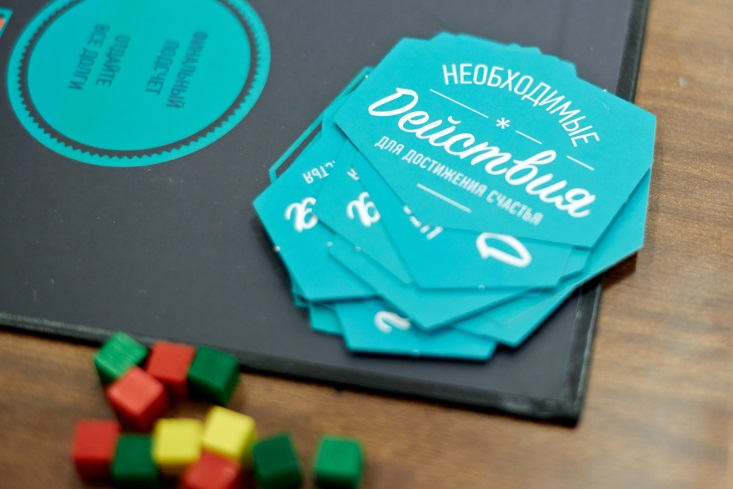 НЕОБХОДИМЫЕ
Действия
ДЛЯ ДОСТИЖЕНИЯ СЧАСТЬЯ
ФИНАЛЬНЫЙ
ПОДСЧЕТ
ОТДАЙТЕ
ВСЕ ДОЛГИ